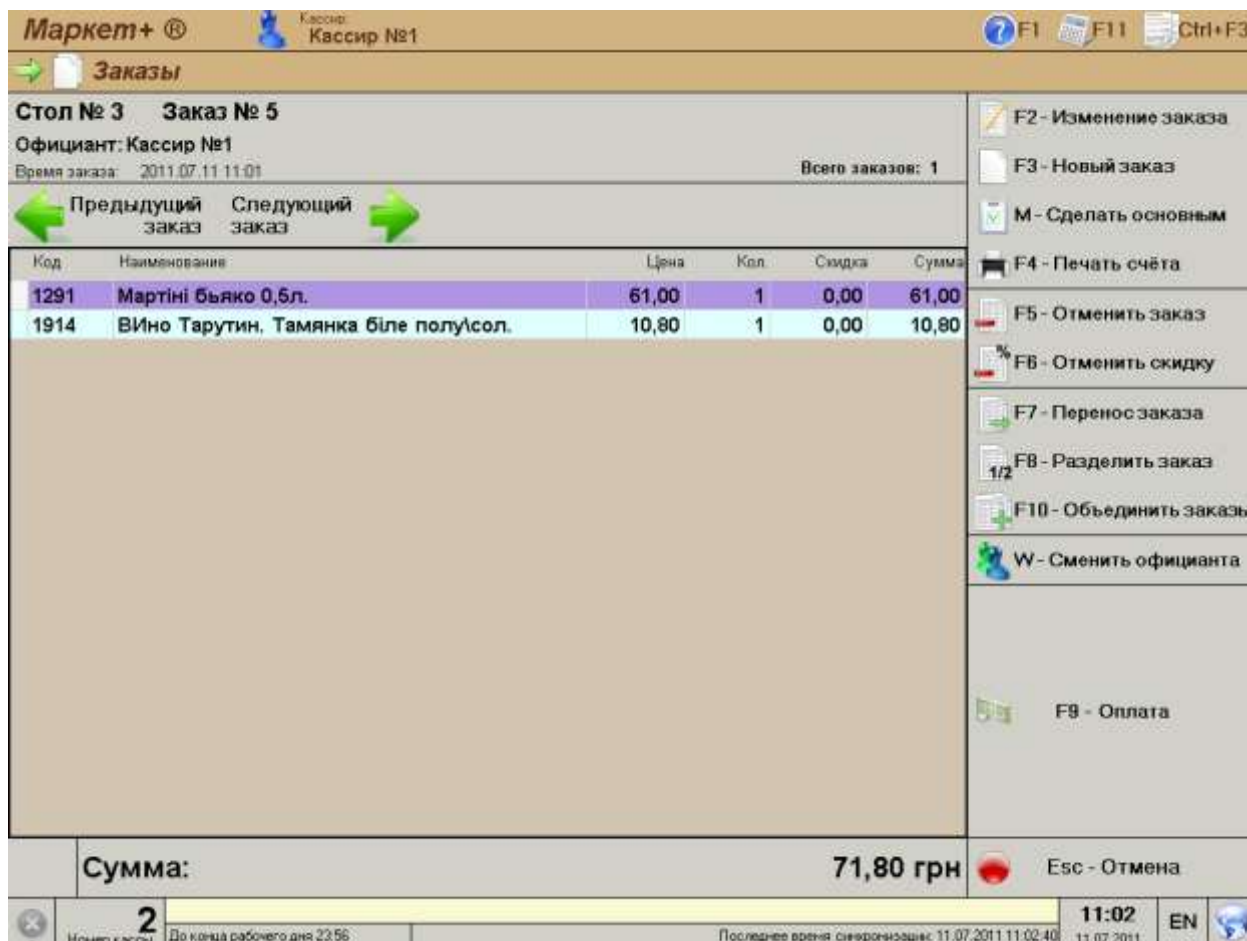 Маркет+ ® Кассир: Кассир №1 F1 F11 Ctrl+F3
Заказы
Стол № 3 Заказ № 5
Официант: Кассир №1
Время заказа: 2011.07.11 11:01 Всего заказов: 1
Предыдущий заказ Следующий заказ
Код Наименование Цена Кол. Скидка Сумма
1291 Мартіні бьяко 0,5л. 61,00 1 0,00 61,00
1914 ВИно Тарутин. Тамянка біле полу\сол. 10,80 1 0,00 10,80
F2 - Изменение заказа
F3 - Новый заказ
М - Сделать основным
F4 - Печать счёта
F5 - Отменить заказ
F6 - Отменить скидку
F7 - Перенос заказа
1/2 F8 - Разделить заказ
F10 - Объединить заказы
W - Сменить официанта
F9 - Оплата
Сумма: 71,80 грн
Esc - Отмена
2
Номер кассы До конца рабочего дня 23:56 Последнее время синхронизации: 11.07.2011 11:02:40
11:02
11.07.2011
EN